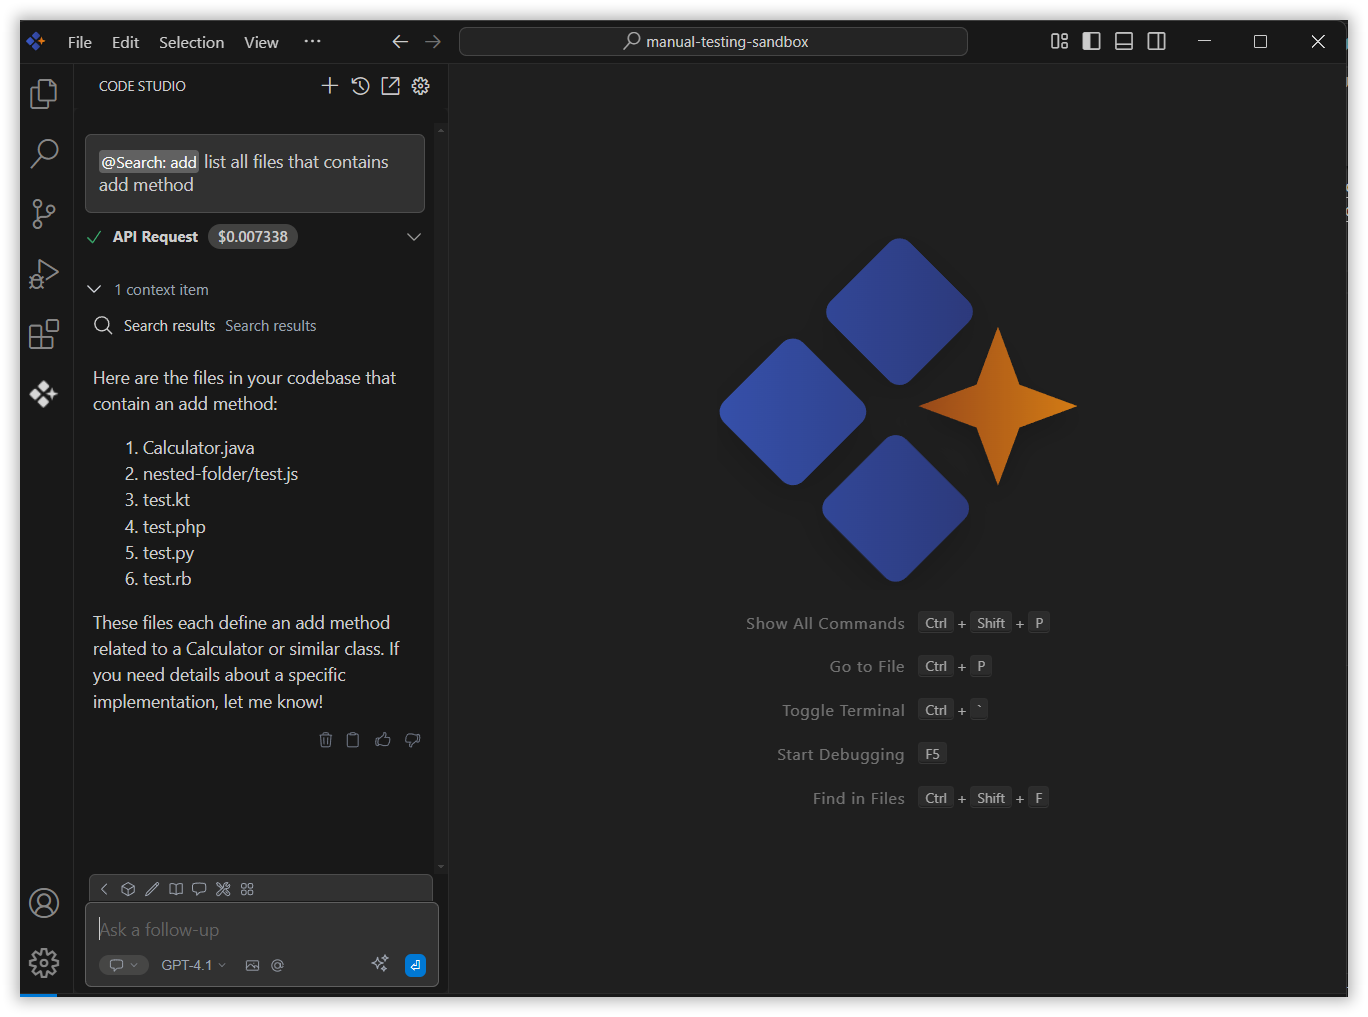 File Edit Selection View ···
manual-testing-sandbox
CODE STUDIO
@Search: add list all files that contains
add method
API Request $0.007338
1 context item
Search results Search results
Here are the files in your codebase that
contain an add method:
1. Calculator.java
2. nested-folder/test.js
3. test.kt
4. test.php
5. test.py
6. test.rb
These files each define an add method
related to a Calculator or similar class. If
you need details about a specific
implementation, let me know!
Ask a follow-up
GPT-4.1
Show All Commands Ctrl + Shift + P
Go to File Ctrl + P
Toggle Terminal Ctrl + `
Start Debugging F5
Find in Files Ctrl + Shift + F